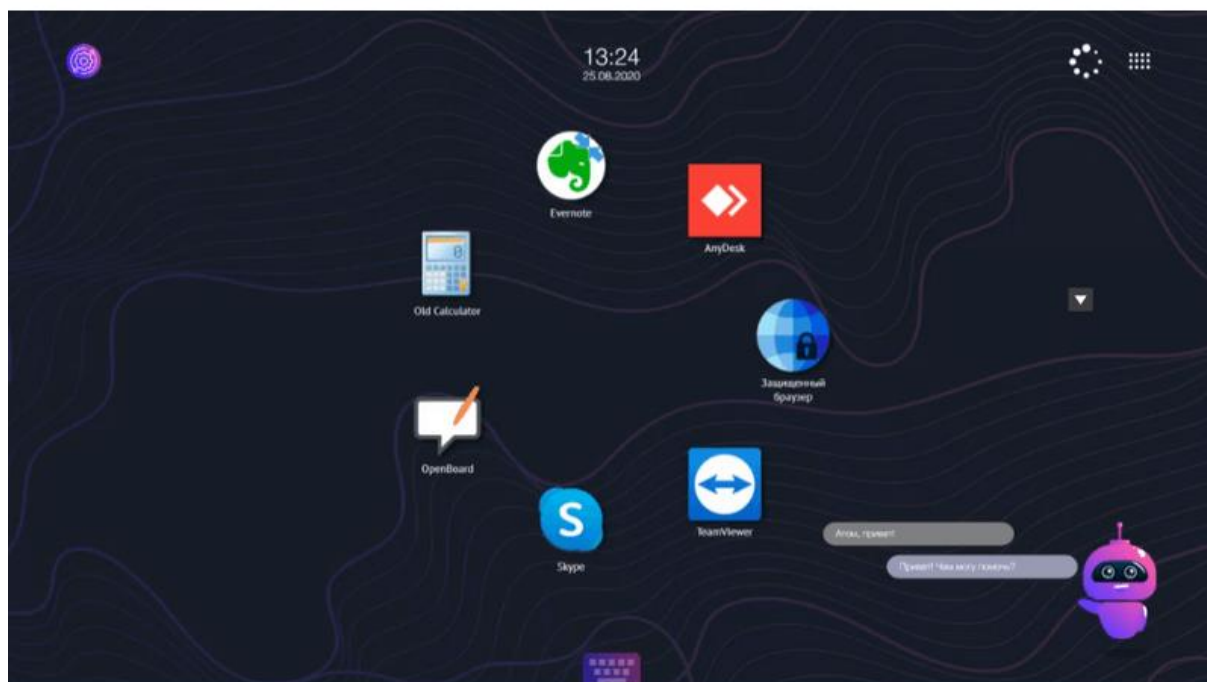 13:24
25.08.2020
Evernote
AnyDesk
Old Calculator
Защищенный
браузер
OpenBoard
TeamViewer
Skype
Атом, привет!
Привет! Чем могу помочь?